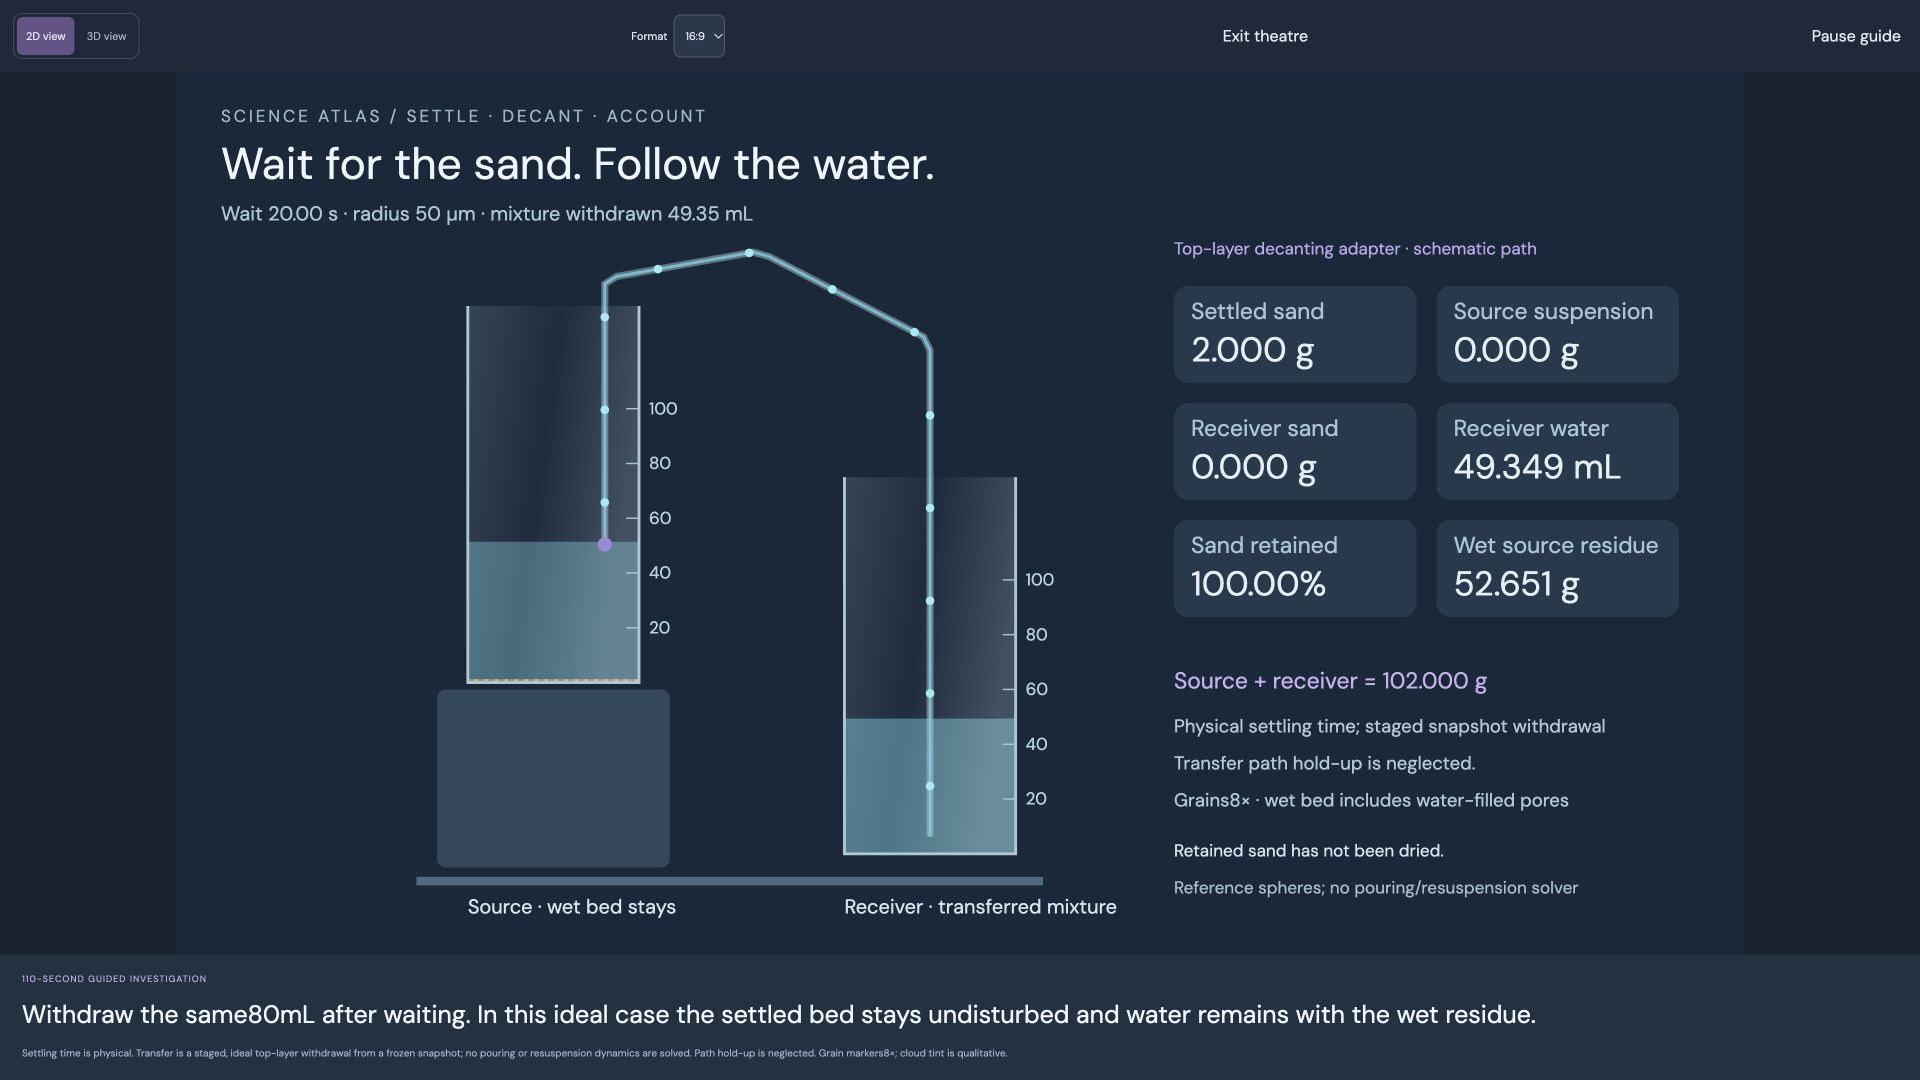 2D view
3D view
Format
16:9
Exit theatre
Pause guide
SCIENCE ATLAS / SETTLE · DECANT · ACCOUNT
Wait for the sand. Follow the water.
Wait 20.00 s · radius 50 µm · mixture withdrawn 49.35 mL
100
80
60
40
20
100
80
60
40
20
Source · wet bed stays
Receiver · transferred mixture
Top-layer decanting adapter · schematic path
Settled sand
2.000 g
Source suspension
0.000 g
Receiver sand
0.000 g
Receiver water
49.349 mL
Sand retained
100.00%
Wet source residue
52.651 g
Source + receiver = 102.000 g
Physical settling time; staged snapshot withdrawal
Transfer path hold-up is neglected.
Grains8× · wet bed includes water-filled pores
Retained sand has not been dried.
Reference spheres; no pouring/resuspension solver
110-SECOND GUIDED INVESTIGATION
Withdraw the same80mL after waiting. In this ideal case the settled bed stays undisturbed and water remains with the wet residue.
Settling time is physical. Transfer is a staged, ideal top-layer withdrawal from a frozen snapshot; no pouring or resuspension dynamics are solved. Path hold-up is neglected. Grain markers8×; cloud tint is qualitative.